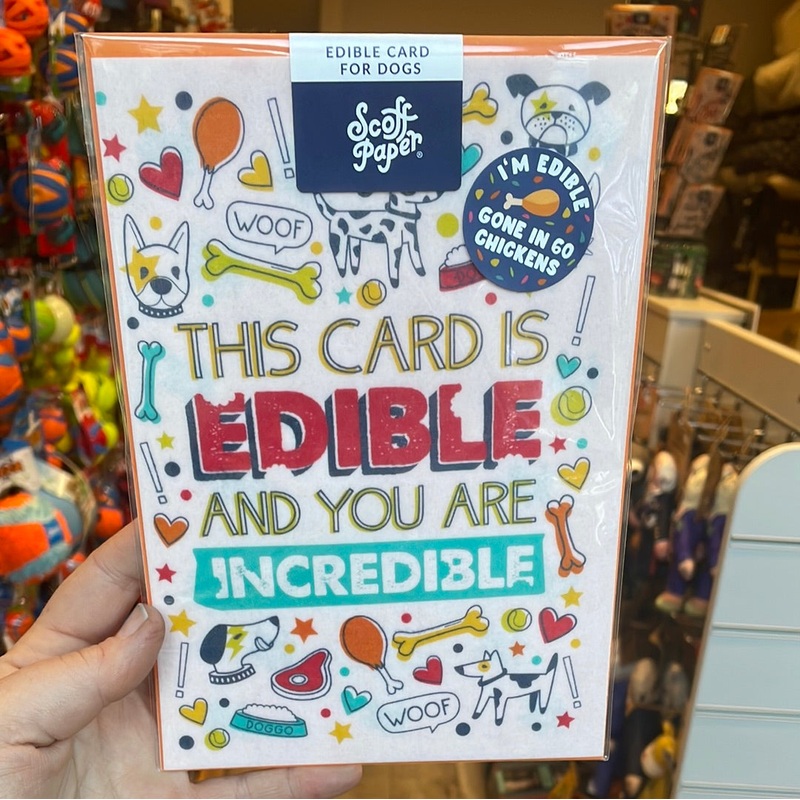 EDIBLE CARD
FOR DOGS
Scoff
Paper®
I'M EDIBLE
GONE IN 60
CHICKENS
WOOF
THIS CARD IS
EDIBLE
AND YOU ARE
INCREDIBLE
DOGGO
WOOF